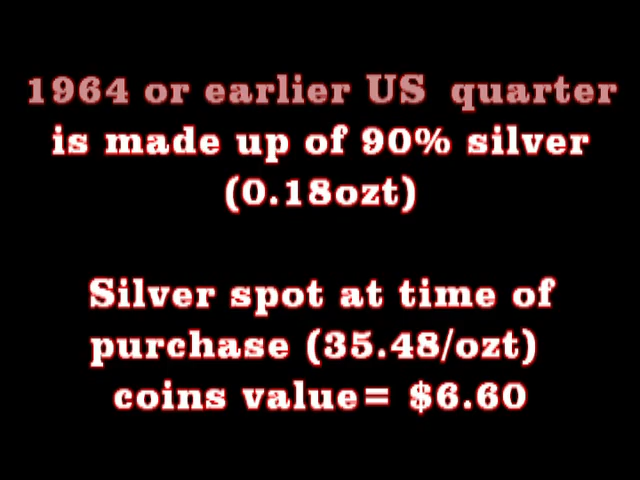 1964 or earlier US quarter
is made up of 90% silver
(0.18ozt)
Silver spot at time of
purchase (35.48/ozt)
coins value= $6.60